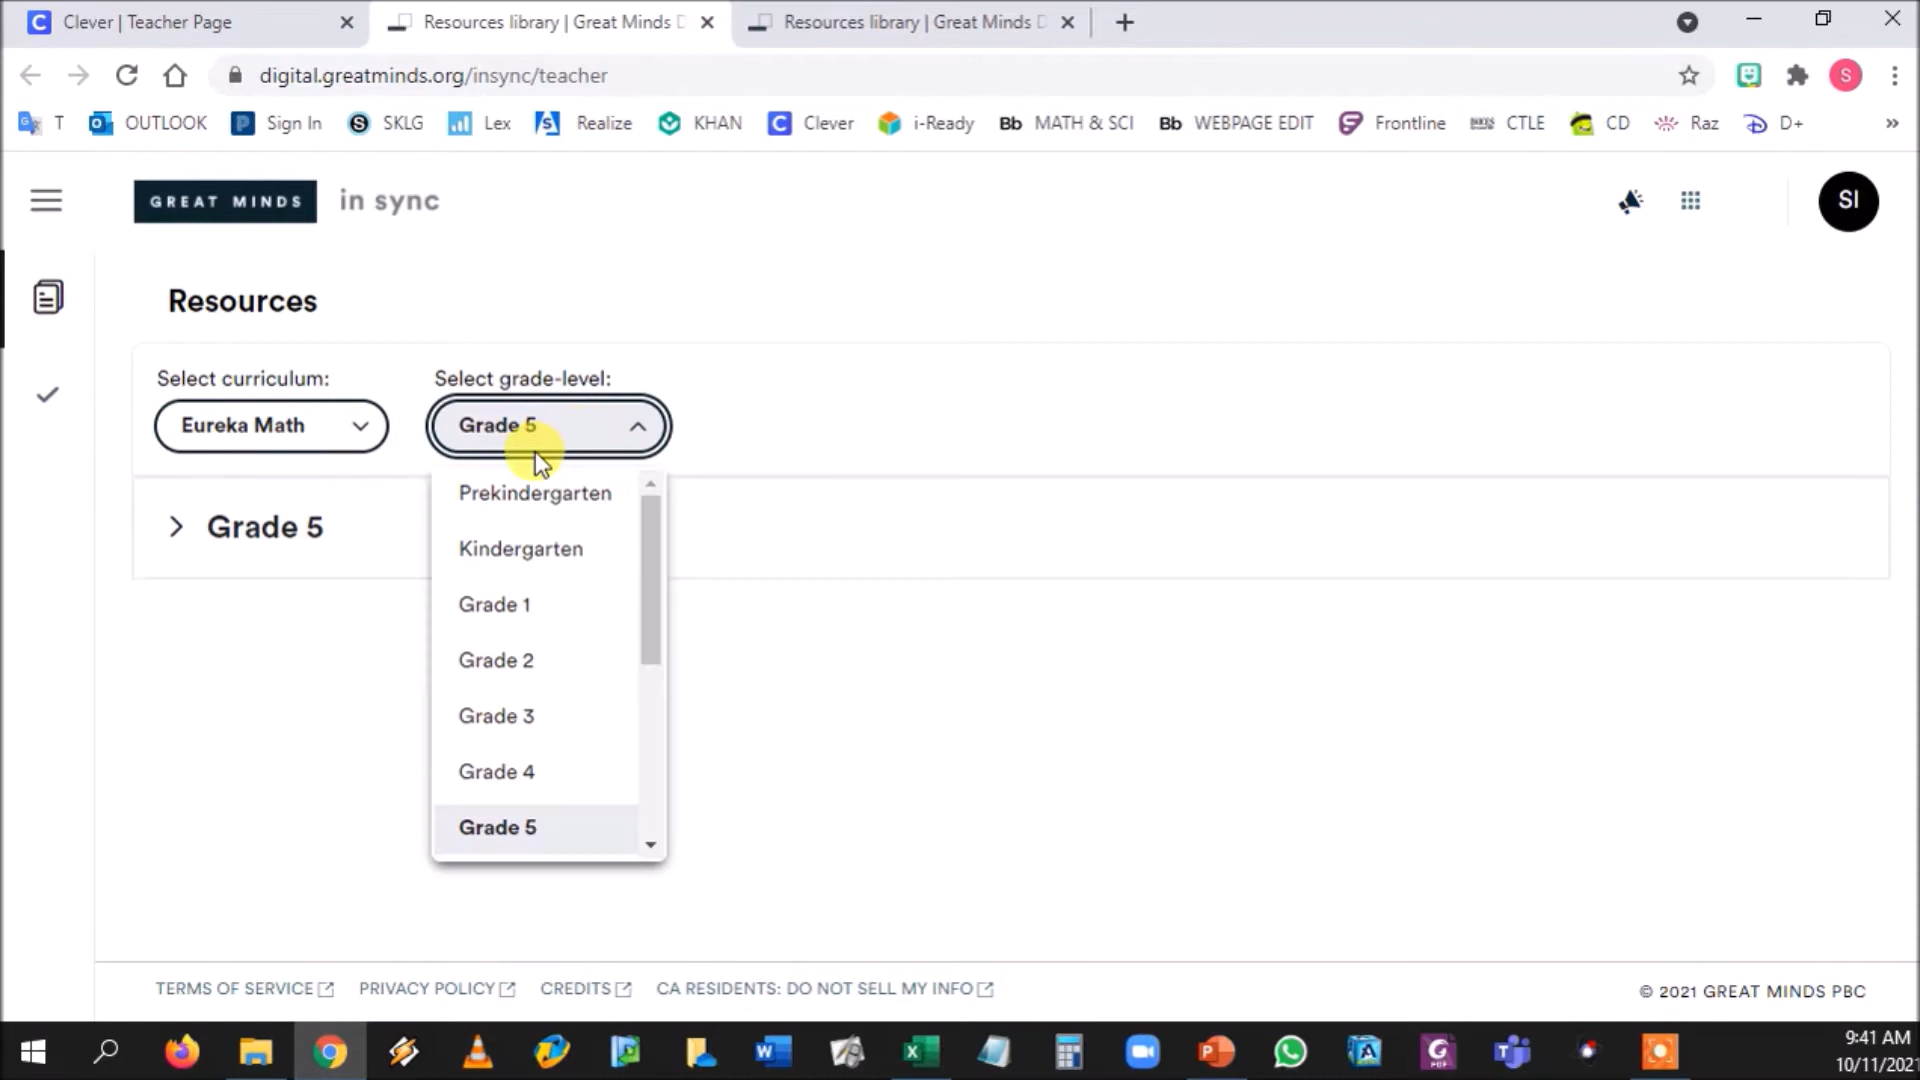 Clever | Teacher Page
Resources library | Great Minds D
Resources library | Great Minds D
digital.greatminds.org/insync/teacher
T OUTLOOK Sign In SKLG Lex Realize KHAN Clever i-Ready Bb MATH & SCI Bb WEBPAGE EDIT Frontline CTLE CD Raz D+ »
GREAT MINDS in sync
SI
Resources
Select curriculum: Select grade-level:
Eureka Math Grade 5
Prekindergarten
Grade 5
Kindergarten
Grade 1
Grade 2
Grade 3
Grade 4
Grade 5
TERMS OF SERVICE PRIVACY POLICY CREDITS CA RESIDENTS: DO NOT SELL MY INFO
© 2021 GREAT MINDS PBC
9:41 AM
10/11/2021